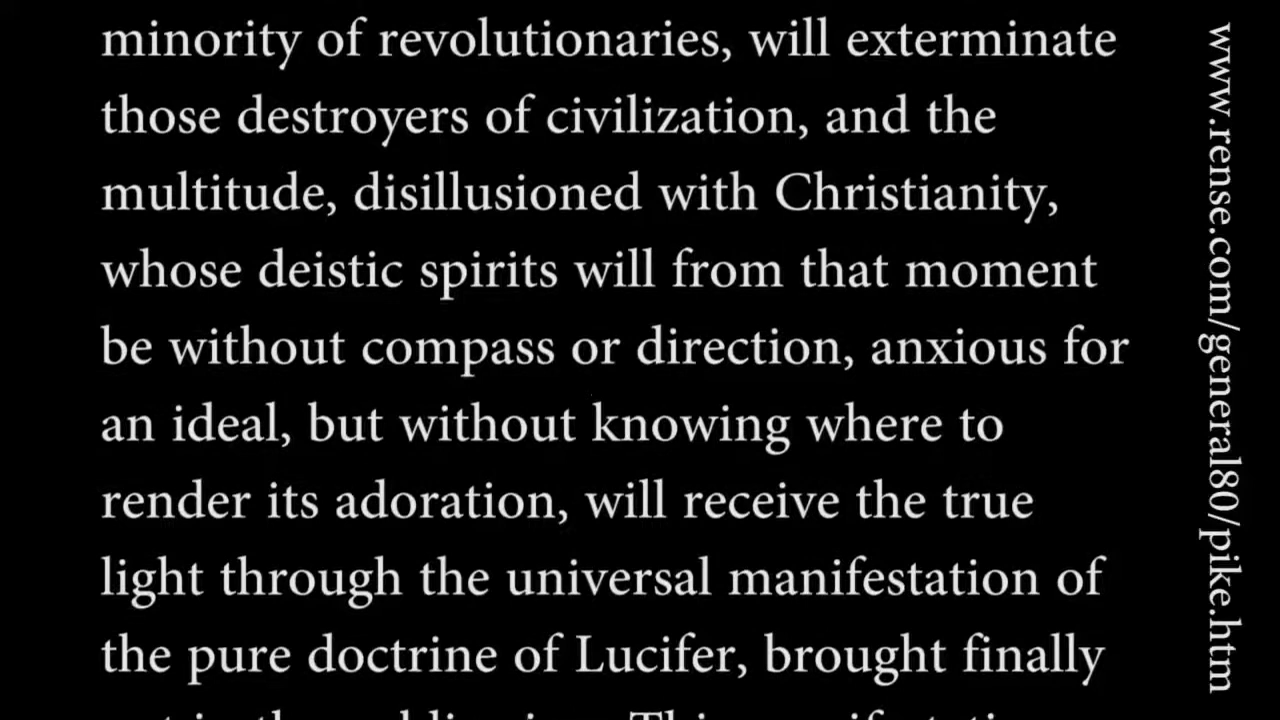 minority of revolutionaries, will exterminate
those destroyers of civilization, and the
multitude, disillusioned with Christianity,
whose deistic spirits will from that moment
be without compass or direction, anxious for
an ideal, but without knowing where to
render its adoration, will receive the true
light through the universal manifestation of
the pure doctrine of Lucifer, brought finally
www.rense.com/general80/pike.htm